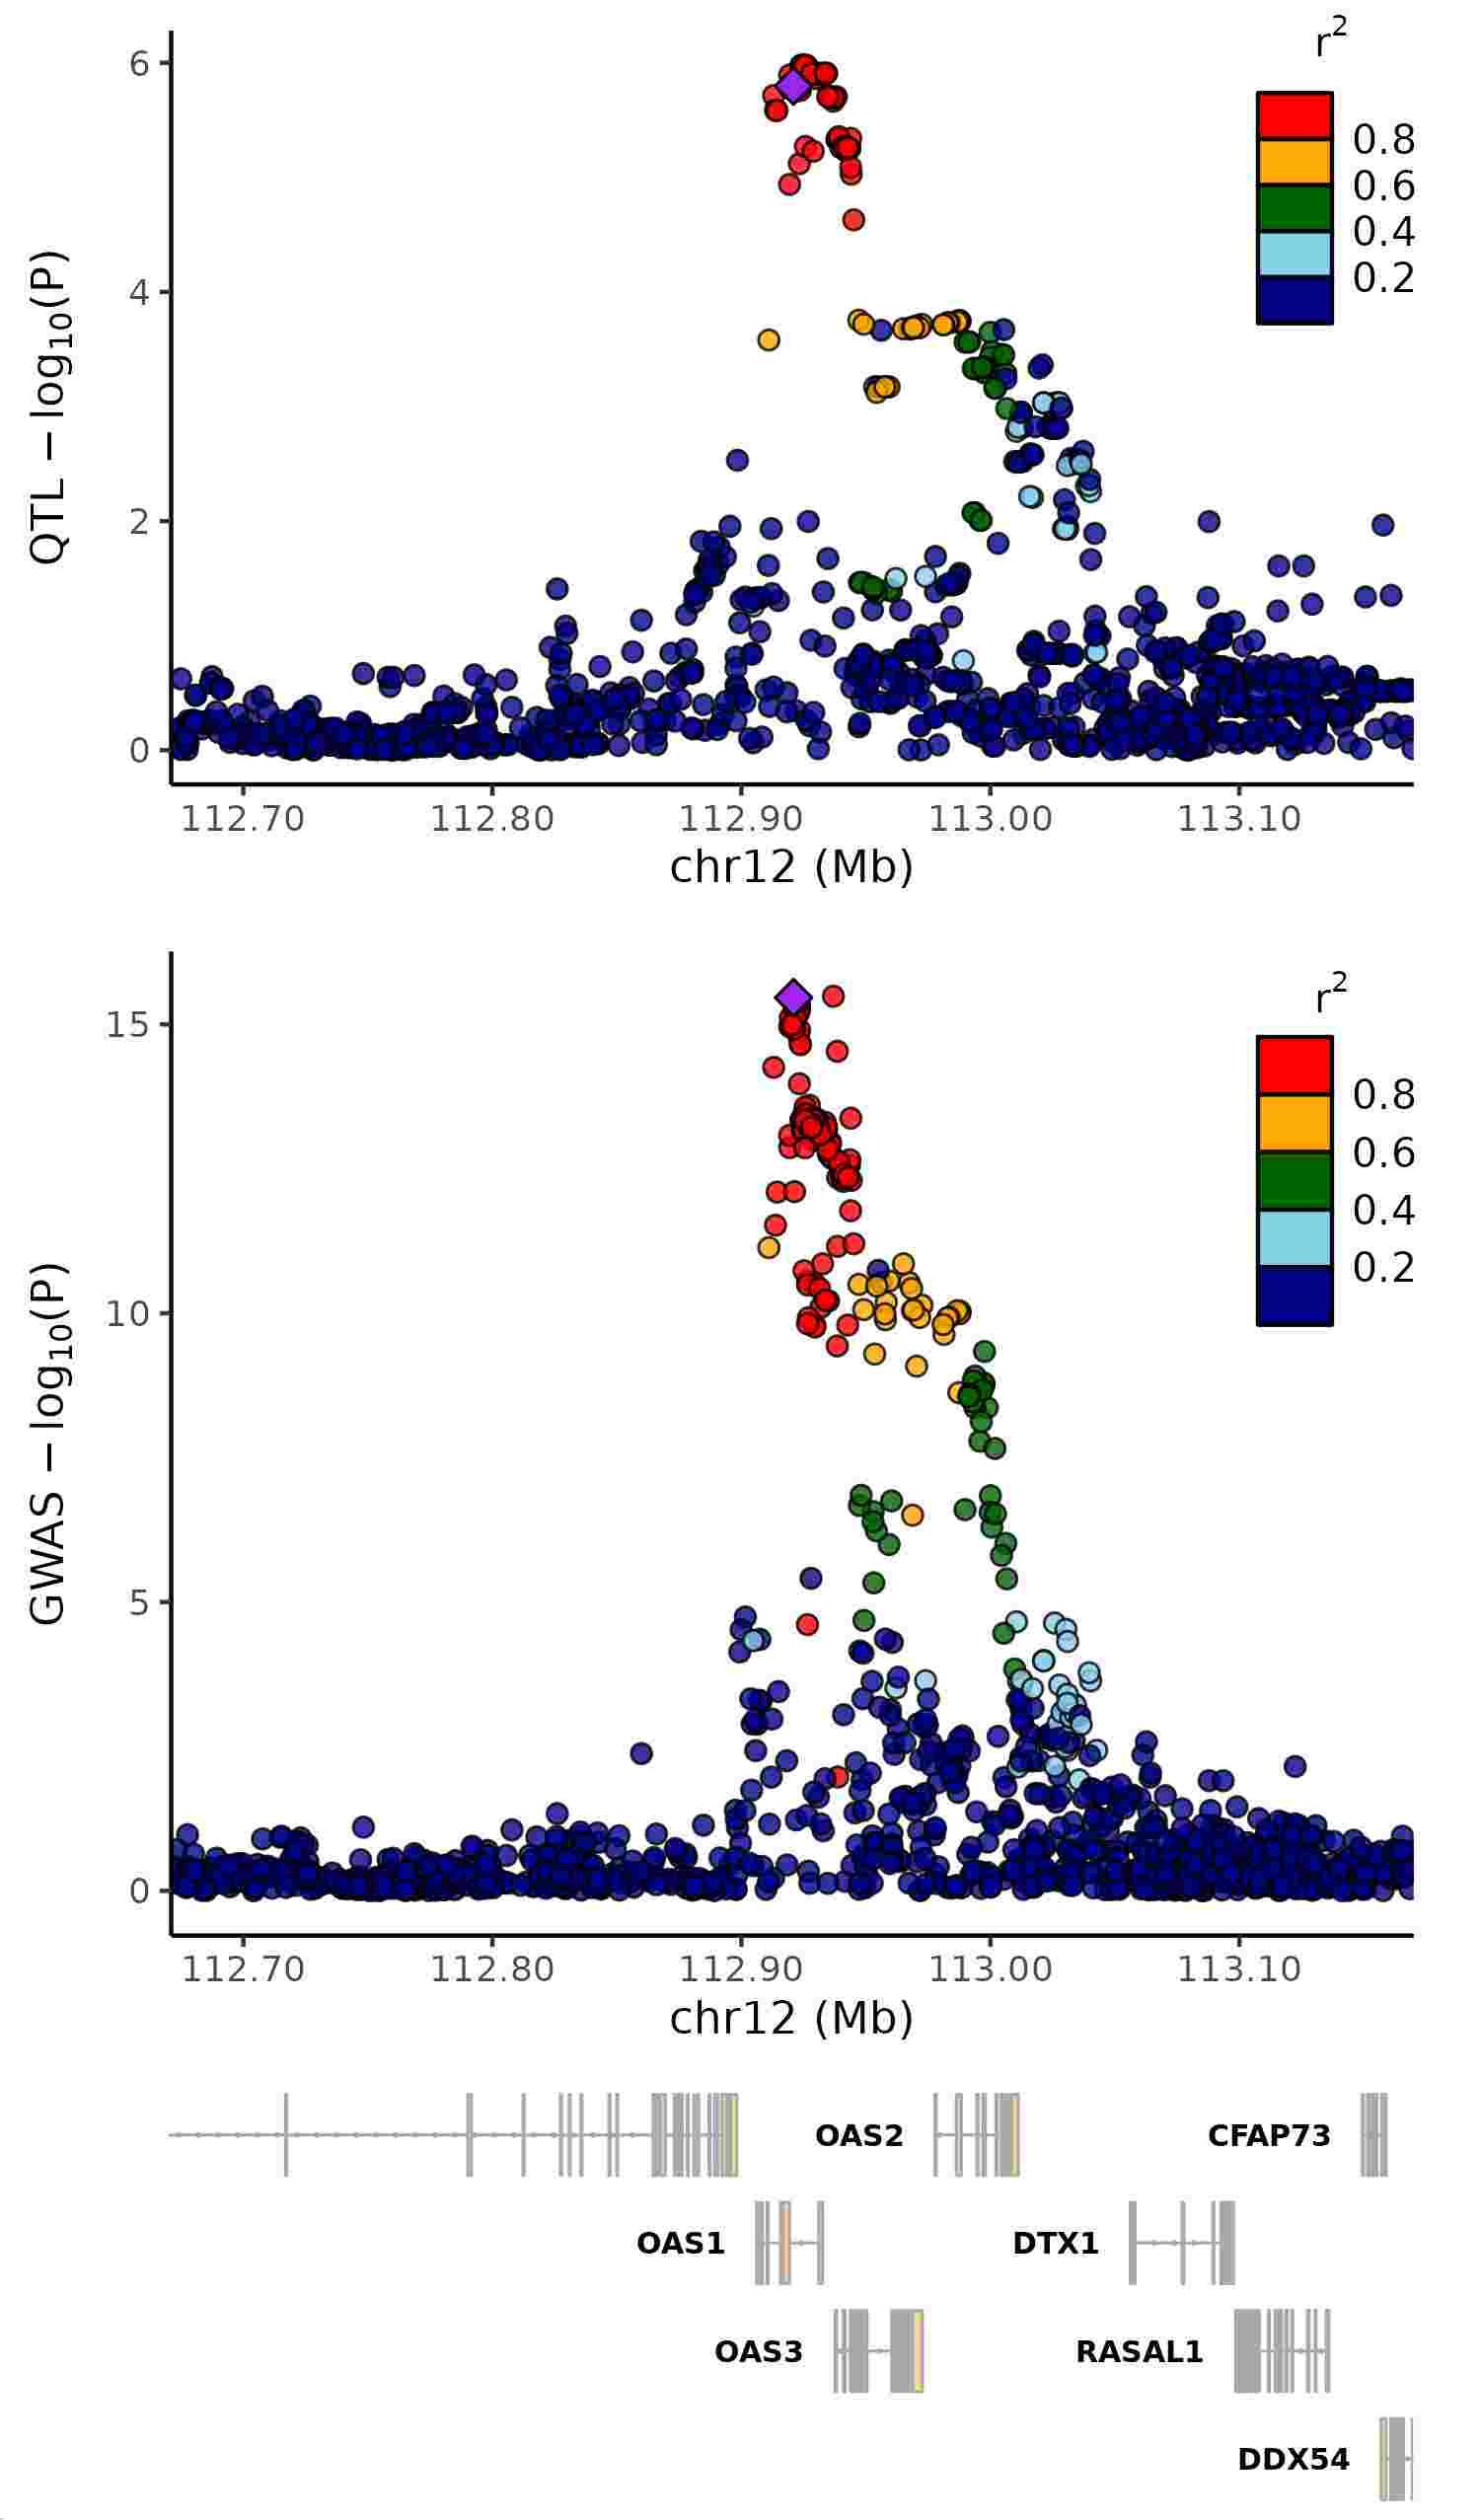 r²
6
4
2
0
0.8
0.6
0.4
0.2
QTL −log₁₀(P)
112.70 112.80 112.90 113.00 113.10
chr12 (Mb)
r²
15
10
5
0
0.8
0.6
0.4
0.2
GWAS −log₁₀(P)
112.70 112.80 112.90 113.00 113.10
chr12 (Mb)
OAS2 CFAP73
OAS1 DTX1
OAS3 RASAL1
DDX54